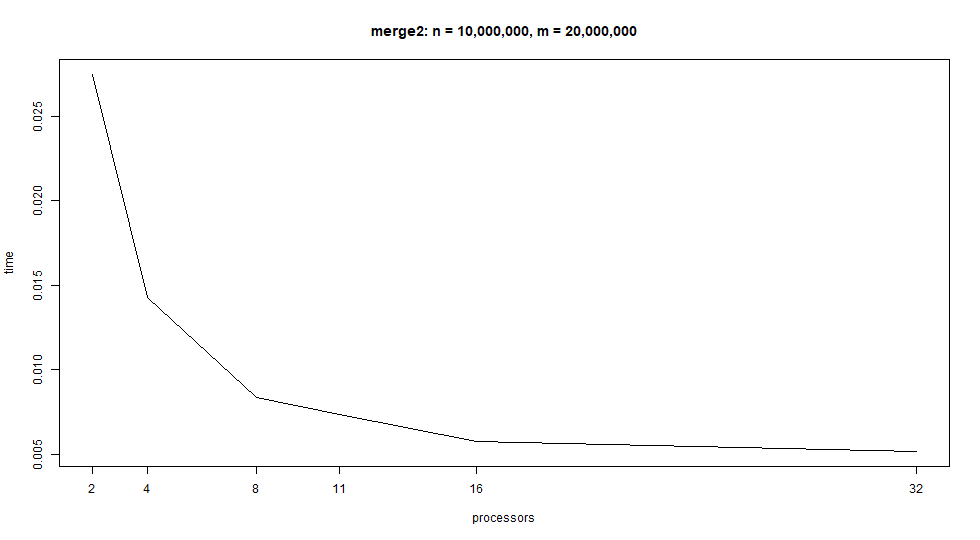 merge2: n = 10,000,000, m = 20,000,000
0.025
0.020
0.015
0.010
0.005
time
2 4 8 11 16 32
processors